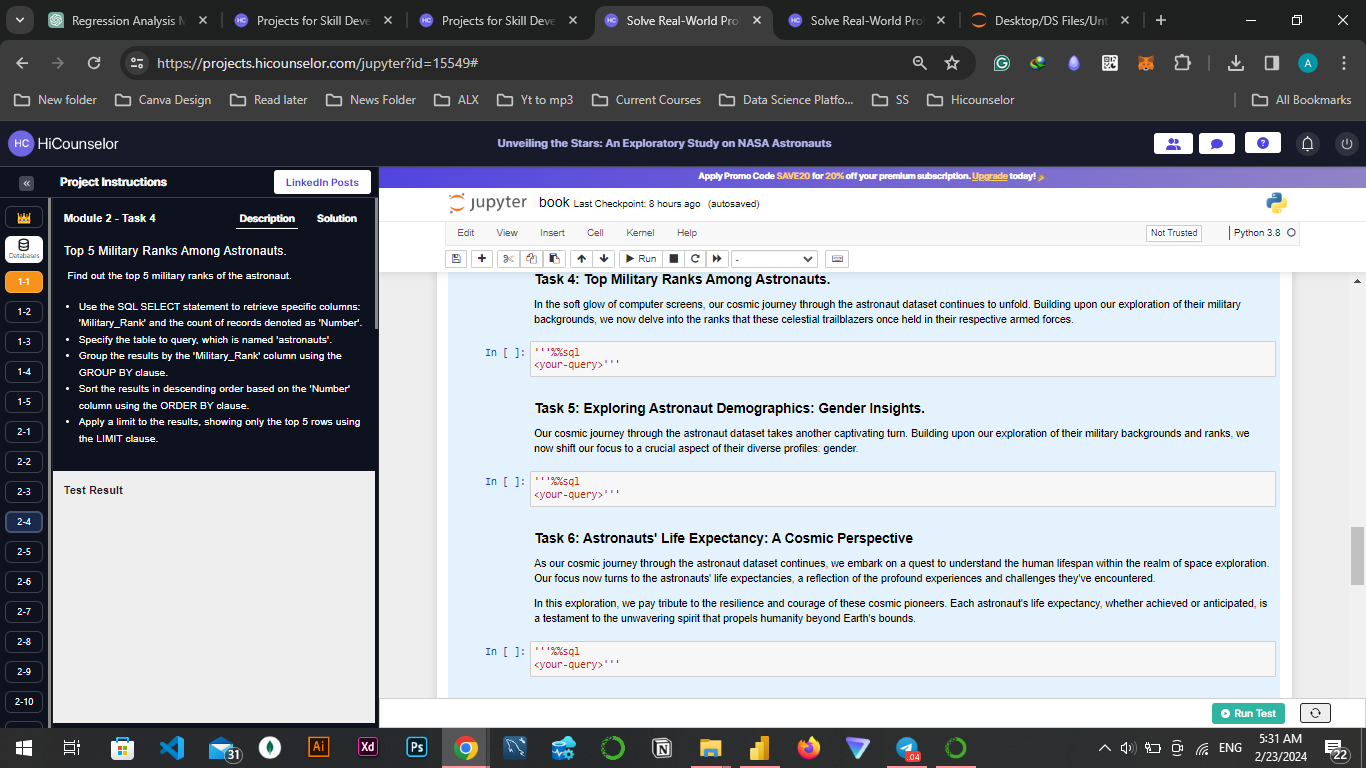 Regression Analysis M
Projects for Skill Deve
Projects for Skill Deve
Solve Real-World Pro
Solve Real-World Pro
Desktop/DS Files/Unt
https://projects.hicounselor.com/jupyter?id=15549#
A
New folder
Canva Design
Read later
News Folder
ALX
Yt to mp3
Current Courses
Data Science Platfo...
SS
Hicounselor
All Bookmarks
HC HiCounselor
Unveiling the Stars: An Exploratory Study on NASA Astronauts
Project Instructions
LinkedIn Posts
Apply Promo Code SAVE20 for 20% off your premium subscription. Upgrade today!
Databases
1-1
1-2
1-3
1-4
1-5
2-1
2-2
2-3
2-4
2-5
2-6
2-7
2-8
2-9
2-10
Module 2 - Task 4
Description
Solution
Top 5 Military Ranks Among Astronauts.
Find out the top 5 military ranks of the astronaut.
• Use the SQL SELECT statement to retrieve specific columns:
'Military_Rank' and the count of records denoted as 'Number'.
• Specify the table to query, which is named 'astronauts'.
• Group the results by the 'Military_Rank' column using the
GROUP BY clause.
• Sort the results in descending order based on the 'Number'
column using the ORDER BY clause.
• Apply a limit to the results, showing only the top 5 rows using
the LIMIT clause.
Test Result
jupyter book Last Checkpoint: 8 hours ago (autosaved)
Edit View Insert Cell Kernel Help
Not Trusted
Python 3.8
Run
-
Task 4: Top Military Ranks Among Astronauts.
In the soft glow of computer screens, our cosmic journey through the astronaut dataset continues to unfold. Building upon our exploration of their military
backgrounds, we now delve into the ranks that these celestial trailblazers once held in their respective armed forces.
In [ ]: '''%%sql
<your-query>'''
Task 5: Exploring Astronaut Demographics: Gender Insights.
Our cosmic journey through the astronaut dataset takes another captivating turn. Building upon our exploration of their military backgrounds and ranks, we
now shift our focus to a crucial aspect of their diverse profiles: gender.
In [ ]: '''%%sql
<your-query>'''
Task 6: Astronauts' Life Expectancy: A Cosmic Perspective
As our cosmic journey through the astronaut dataset continues, we embark on a quest to understand the human lifespan within the realm of space exploration.
Our focus now turns to the astronauts' life expectancies, a reflection of the profound experiences and challenges they've encountered.
In this exploration, we pay tribute to the resilience and courage of these cosmic pioneers. Each astronaut's life expectancy, whether achieved or anticipated, is
a testament to the unwavering spirit that propels humanity beyond Earth's bounds.
In [ ]: '''%%sql
<your-query>'''
Run Test
31
Ai
Xd
Ps
.04
ENG
5:31 AM
2/23/2024
22